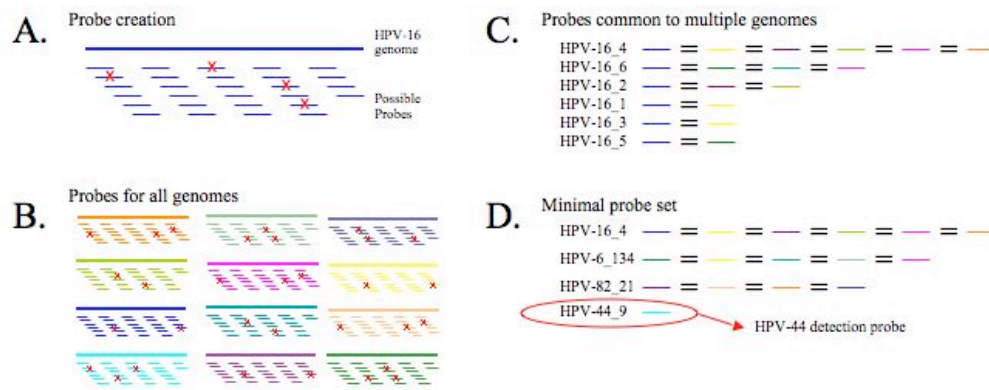 A.
Probe creation
HPV-16
genome
Possible
Probes
B.
Probes for all genomes
C.
Probes common to multiple genomes
HPV-16_4
HPV-16_6
HPV-16_2
HPV-16_1
HPV-16_3
HPV-16_5
D.
Minimal probe set
HPV-16_4
HPV-6_134
HPV-82_21
HPV-44_9
HPV-44 detection probe